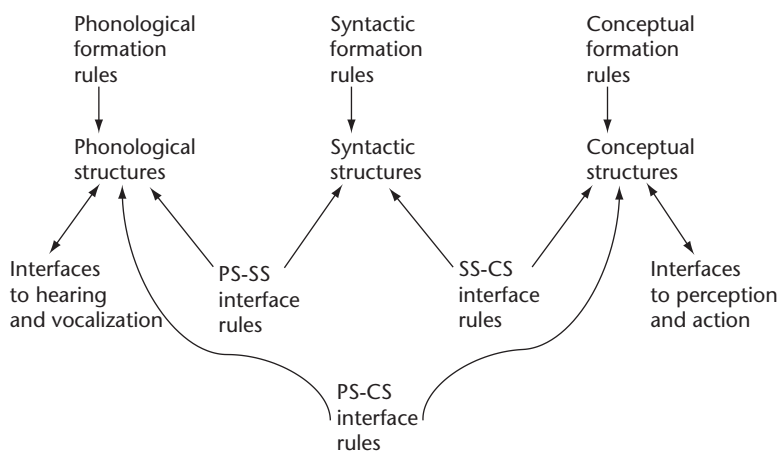 Phonological
formation
rules
Syntactic
formation
rules
Conceptual
formation
rules
Phonological
structures
Syntactic
structures
Conceptual
structures
Interfaces
to hearing
and vocalization
PS-SS
interface
rules
SS-CS
interface
rules
Interfaces
to perception
and action
PS-CS
interface
rules